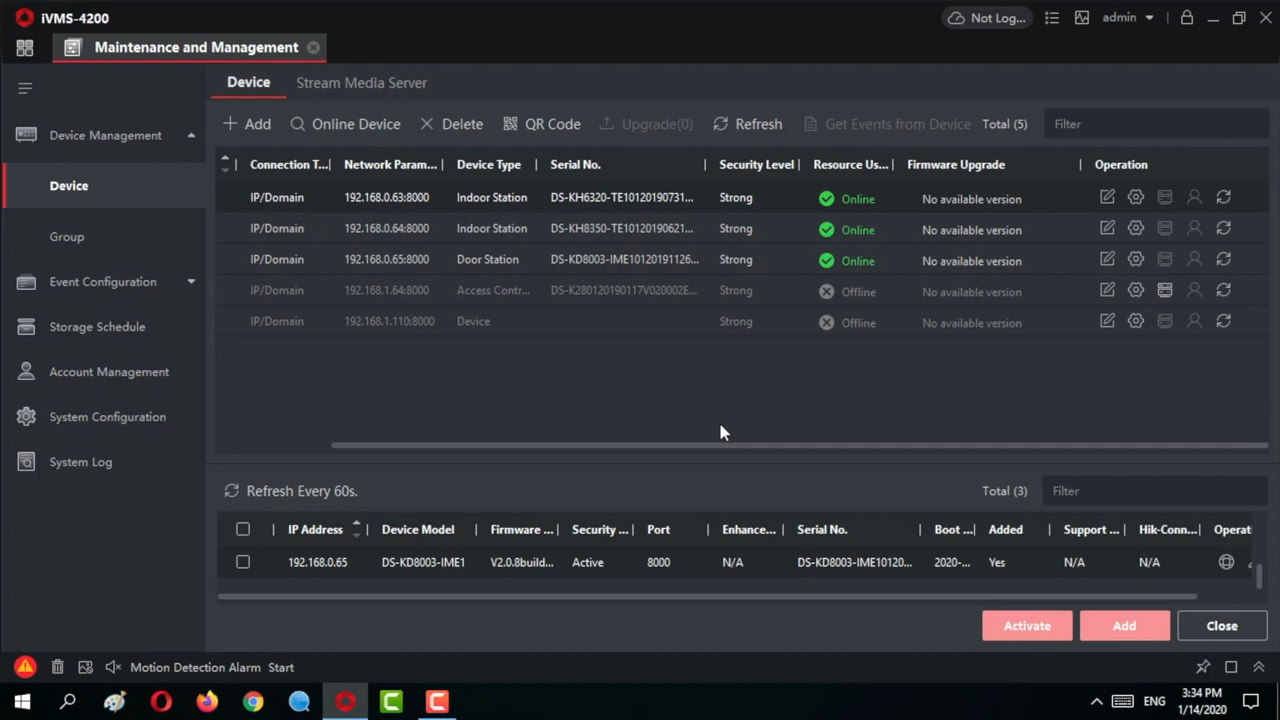 iVMS-4200
Not Log...
admin
Maintenance and Management
Device Management
Device
Group
Event Configuration
Storage Schedule
Account Management
System Configuration
System Log
Device Stream Media Server
Add Online Device Delete QR Code Upgrade(0) Refresh Get Events from Device Total (5) Filter
Connection T... Network Param... Device Type Serial No. Security Level Resource Us... Firmware Upgrade Operation
IP/Domain 192.168.0.63:8000 Indoor Station DS-KH6320-TE10120190731... Strong Online No available version
IP/Domain 192.168.0.64:8000 Indoor Station DS-KH8350-TE10120190621... Strong Online No available version
IP/Domain 192.168.0.65:8000 Door Station DS-KD8003-IME10120191126... Strong Online No available version
IP/Domain 192.168.1.64:8000 Access Contr... DS-K280120190117V020002E... Strong Offline No available version
IP/Domain 192.168.1.110:8000 Device Strong Offline No available version
Refresh Every 60s. Total (3) Filter
IP Address Device Model Firmware ... Security ... Port Enhance... Serial No. Boot ... Added Support ... Hik-Conn... Operati
192.168.0.65 DS-KD8003-IME1 V2.0.8build... Active 8000 N/A DS-KD8003-IME10120... 2020-... Yes N/A N/A
Activate Add Close
Motion Detection Alarm Start
ENG
3:34 PM
1/14/2020